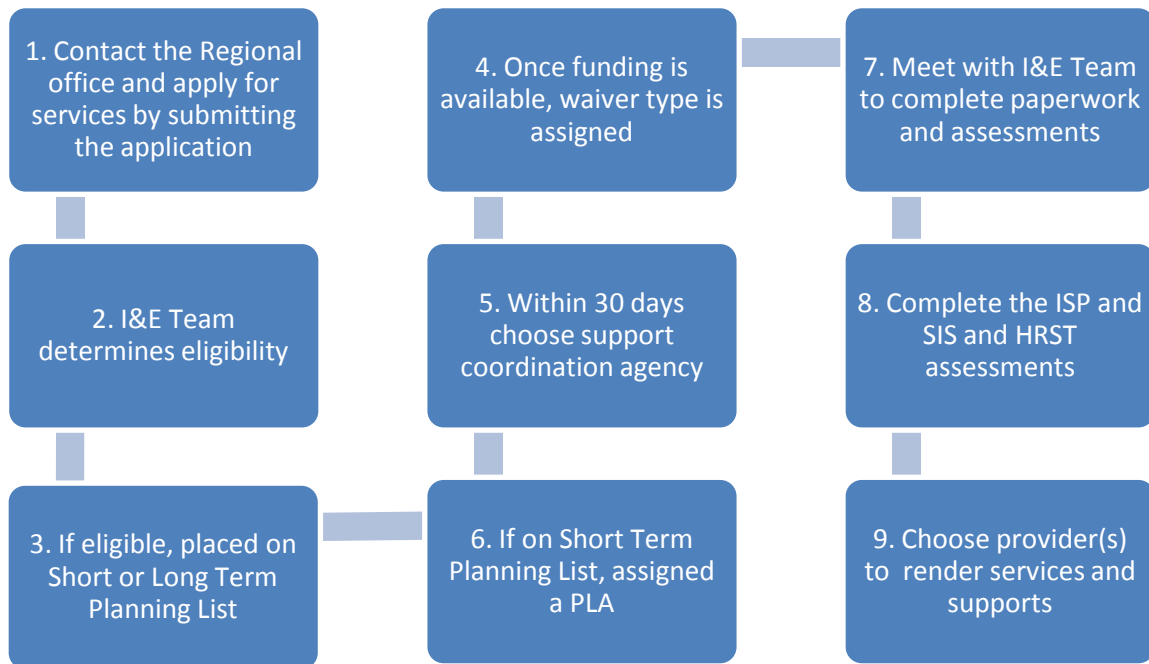 1. Contact the Regional
office and apply for
services by submitting
the application
2. I&E Team
determines eligibility
3. If eligible, placed on
Short or Long Term
Planning List
4. Once funding is
available, waiver type is
assigned
5. Within 30 days
choose support
coordination agency
6. If on Short Term
Planning List, assigned
a PLA
7. Meet with I&E Team
to complete paperwork
and assessments
8. Complete the ISP and
SIS and HRST
assessments
9. Choose provider(s)
to render services and
supports